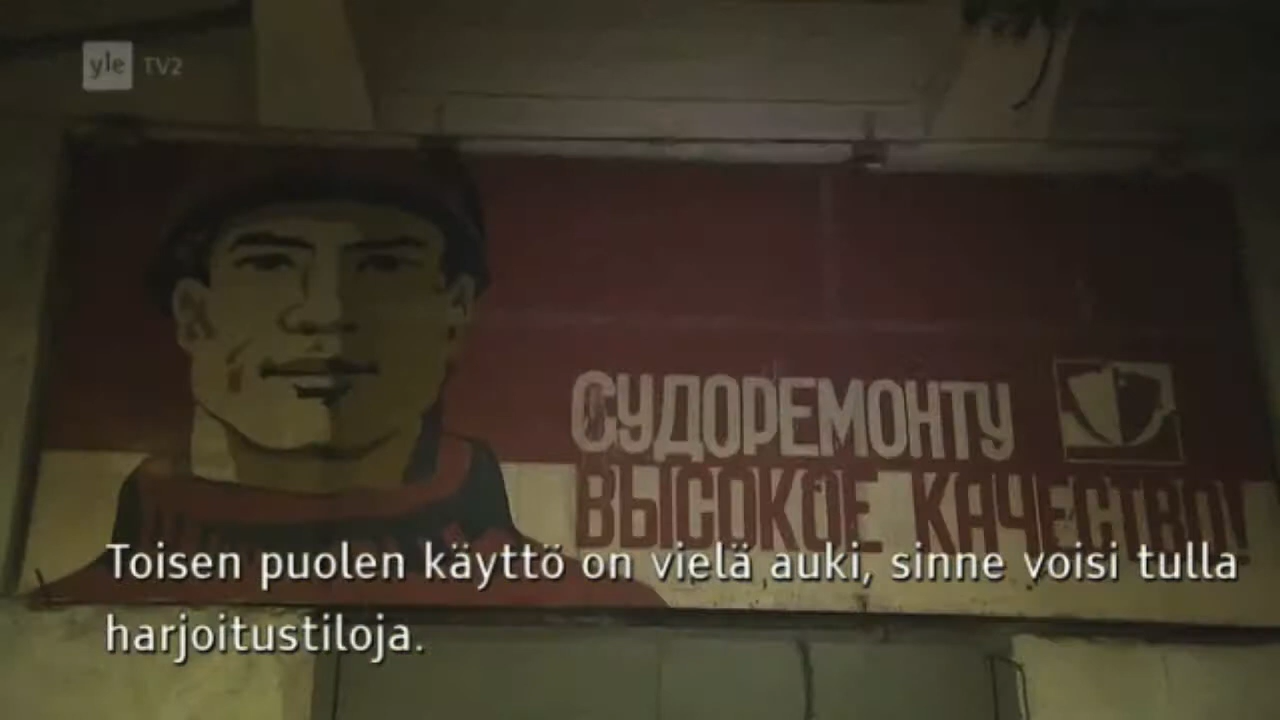 yle TV2
СУДОРЕМОНТУ
ВЫСОКОЕ КАЧЕСТВО!
Toisen puolen käyttö on vielä auki, sinne voisi tulla
harjoitustiloja.